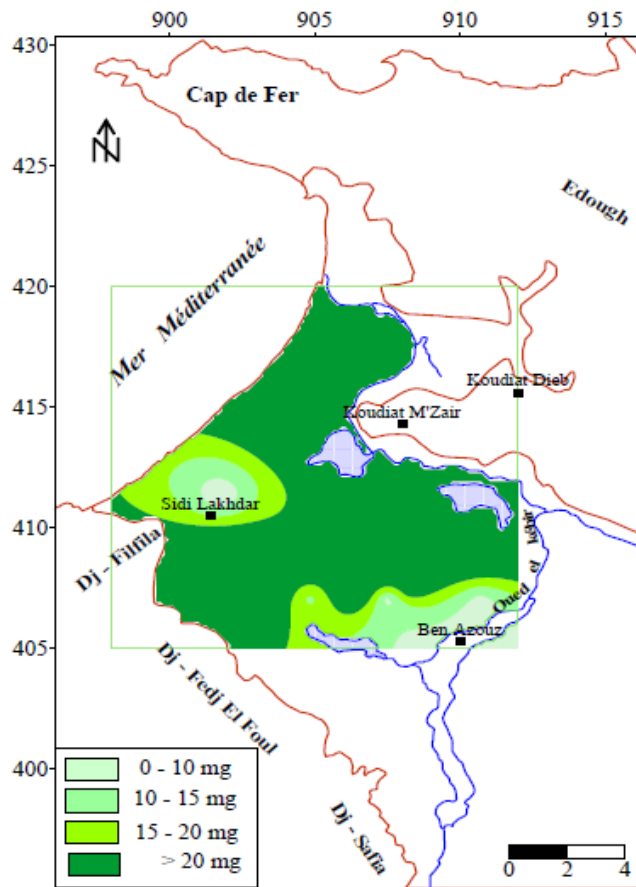 900 905 910 915
430
Cap de Fer
N
425
Edough
420
Mer Méditerranée
Koudiat Dieb
415
Koudiat M'Zair
Sidi Lakhdar
410
Dj - Filfila
Oued el kebir
Ben Azouz
405
Dj - Fedj El Foul
400
0 - 10 mg
10 - 15 mg
15 - 20 mg
> 20 mg
Dj - Safia
0 2 4